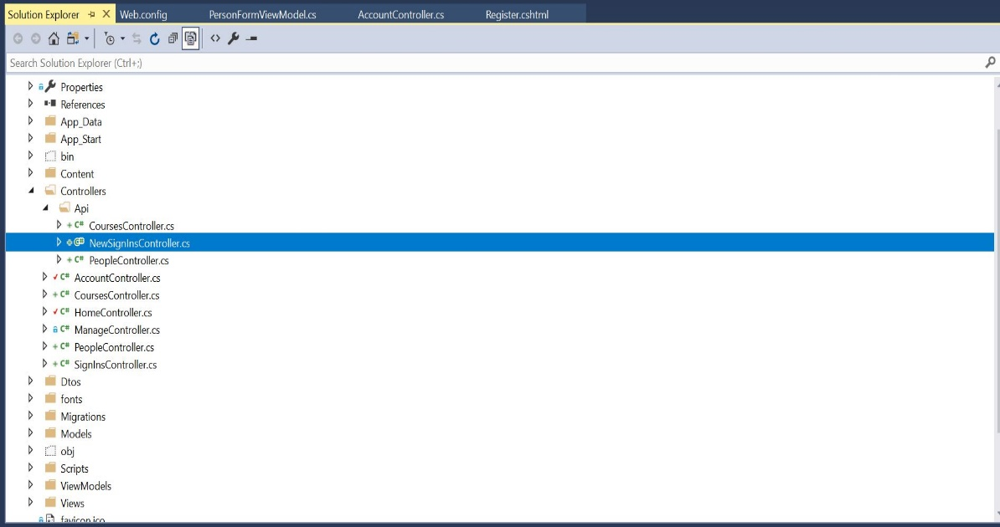 Solution Explorer Web.config PersonFormViewModel.cs AccountController.cs Register.cshtml
Search Solution Explorer (Ctrl+;)
Properties
References
App_Data
App_Start
bin
Content
Controllers
Api
C# CoursesController.cs
C# NewSignInsController.cs
C# PeopleController.cs
C# AccountController.cs
C# CoursesController.cs
C# HomeController.cs
C# ManageController.cs
C# PeopleController.cs
C# SignInsController.cs
Dtos
fonts
Migrations
Models
obj
Scripts
ViewModels
Views
favicon.ico